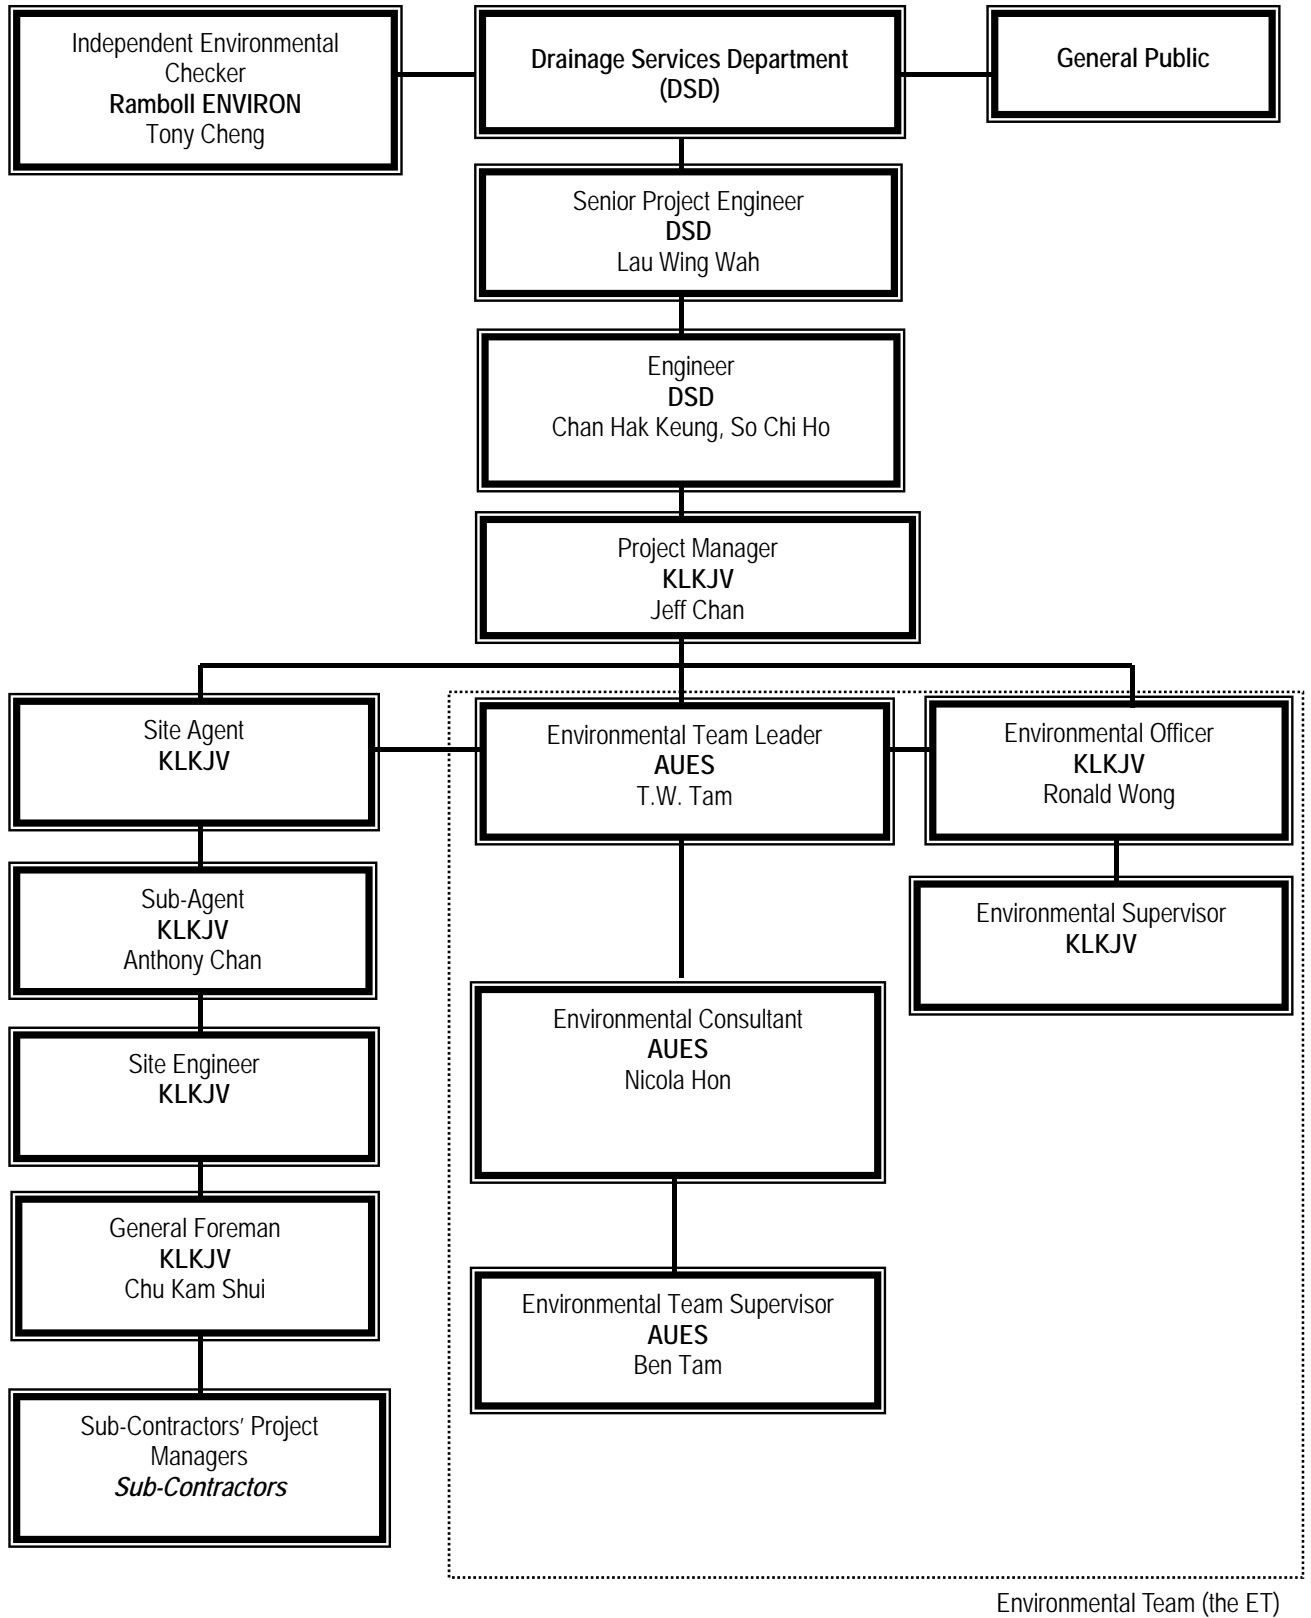 Independent Environmental
Checker
Ramboll ENVIRON
Tony Cheng
Drainage Services Department
(DSD)
General Public
Senior Project Engineer
DSD
Lau Wing Wah
Engineer
DSD
Chan Hak Keung, So Chi Ho
Project Manager
KLKJV
Jeff Chan
Site Agent
KLKJV
Environmental Team Leader
AUES
T.W. Tam
Environmental Officer
KLKJV
Ronald Wong
Sub-Agent
KLKJV
Anthony Chan
Environmental Supervisor
KLKJV
Site Engineer
KLKJV
Environmental Consultant
AUES
Nicola Hon
General Foreman
KLKJV
Chu Kam Shui
Environmental Team Supervisor
AUES
Ben Tam
Sub-Contractors’ Project
Managers
Sub-Contractors
Environmental Team (the ET)